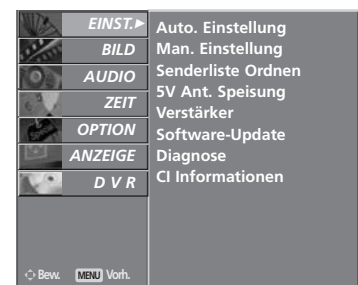 EINST.
BILD
AUDIO
ZEIT
OPTION
ANZEIGE
D V R
Auto. Einstellung
Man. Einstellung
Senderliste Ordnen
5V Ant. Speisung
Verstärker
Software-Update
Diagnose
CI Informationen
Bew. MENU Vorh.